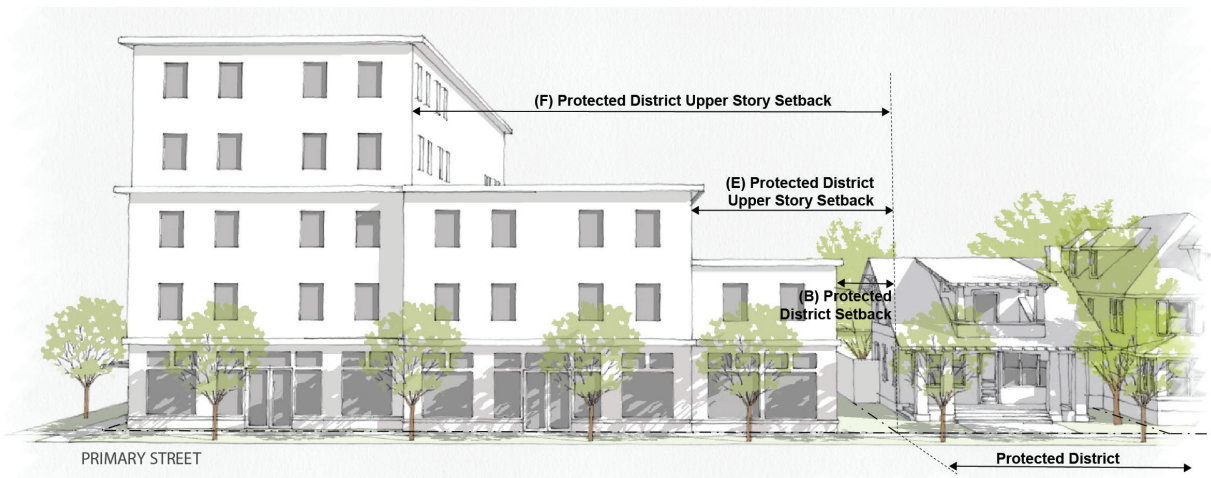 (F) Protected District Upper Story Setback
(E) Protected District
Upper Story Setback
(B) Protected
District Setback
PRIMARY STREET
Protected District